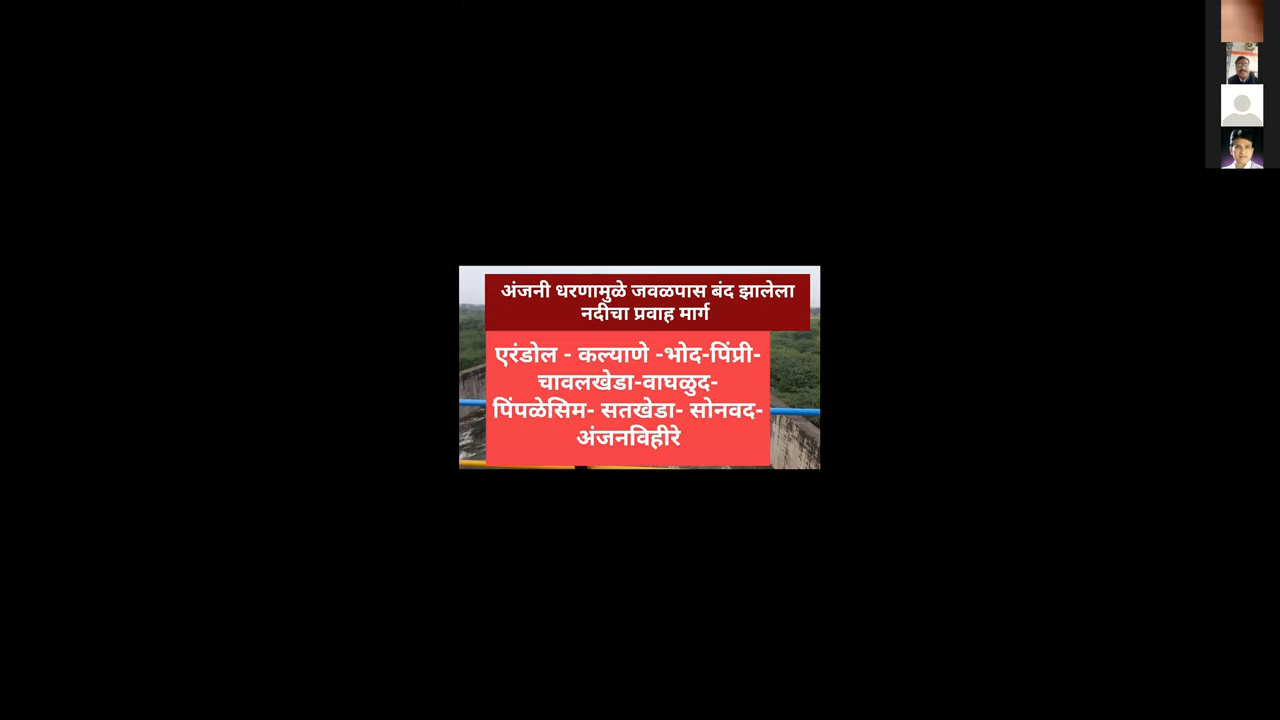 अंजनी धरणामुळे जवळपास बंद झालेला
नदीचा प्रवाह मार्ग
एरंडोल - कल्याणे -भोद-पिंप्री-
चावलखेडा-वाघळुद-
पिंपळेसिम- सतखेडा- सोनवद-
अंजनविहीरे